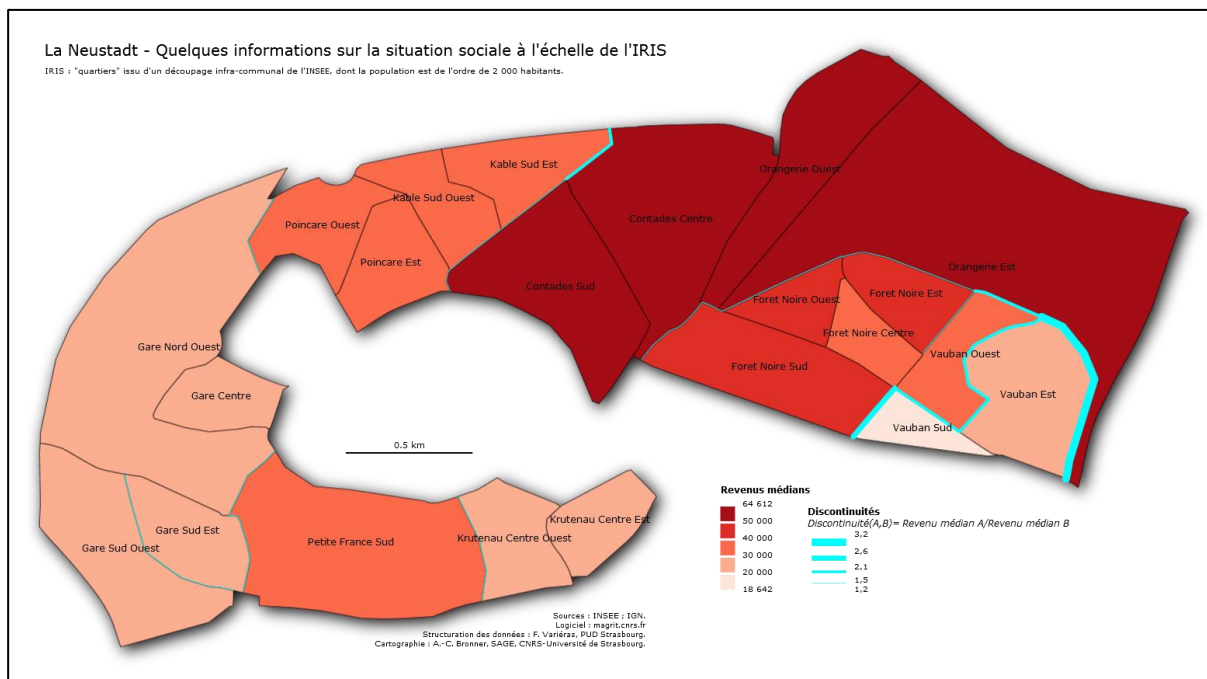 La Neustadt - Quelques informations sur la situation sociale à l'échelle de l'IRIS
IRIS : "quartiers" issu d'un découpage infra-communal de l'INSEE, dont la population est de l'ordre de 2 000 habitants.
Kable Sud Est
Orangerie Ouest
Kable Sud Ouest
Poincare Ouest
Contades Centre
Poincare Est
Orangerie Est
Contades Sud
Foret Noire Est
Foret Noire Ouest
Foret Noire Centre
Gare Nord Ouest
Vauban Ouest
Foret Noire Sud
Gare Centre
Vauban Est
Vauban Sud
0.5 km
Krutenau Centre Est
Gare Sud Est
Krutenau Centre Ouest
Petite France Sud
Gare Sud Ouest
Revenus médians
64 612
50 000
40 000
30 000
20 000
18 642
Discontinuités
Discontinuité(A,B)= Revenu médian A/Revenu médian B
3,2
2,6
2,1
1,5
1,2
Sources : INSEE ; IGN.
Logiciel : magrit.cnrs.fr
Structuration des données : F. Variéras, PUD Strasbourg.
Cartographie : A.-C. Bronner, SAGE, CNRS-Université de Strasbourg.